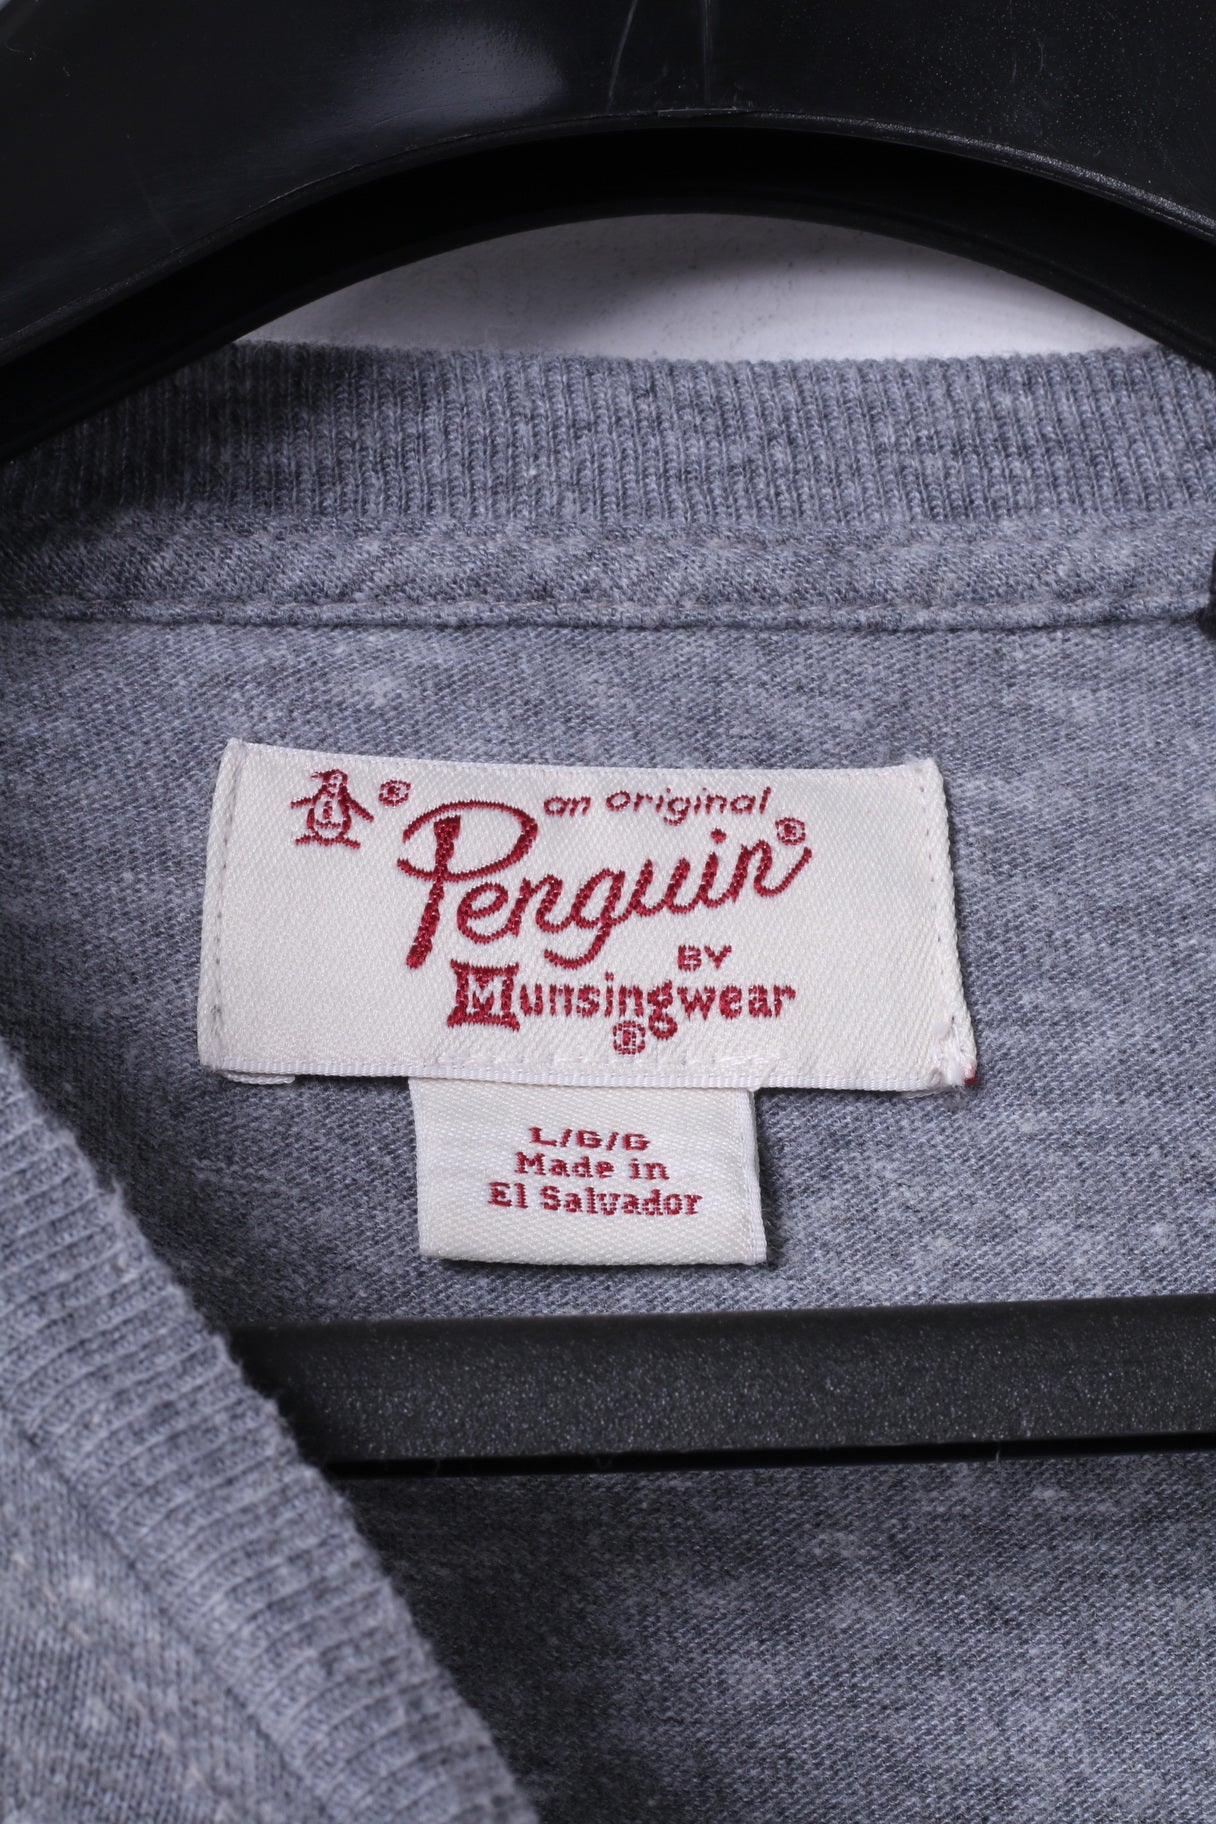 ®
an original
Penguin®
BY
Munsingwear
®
L/G/G
Made in
El Salvador